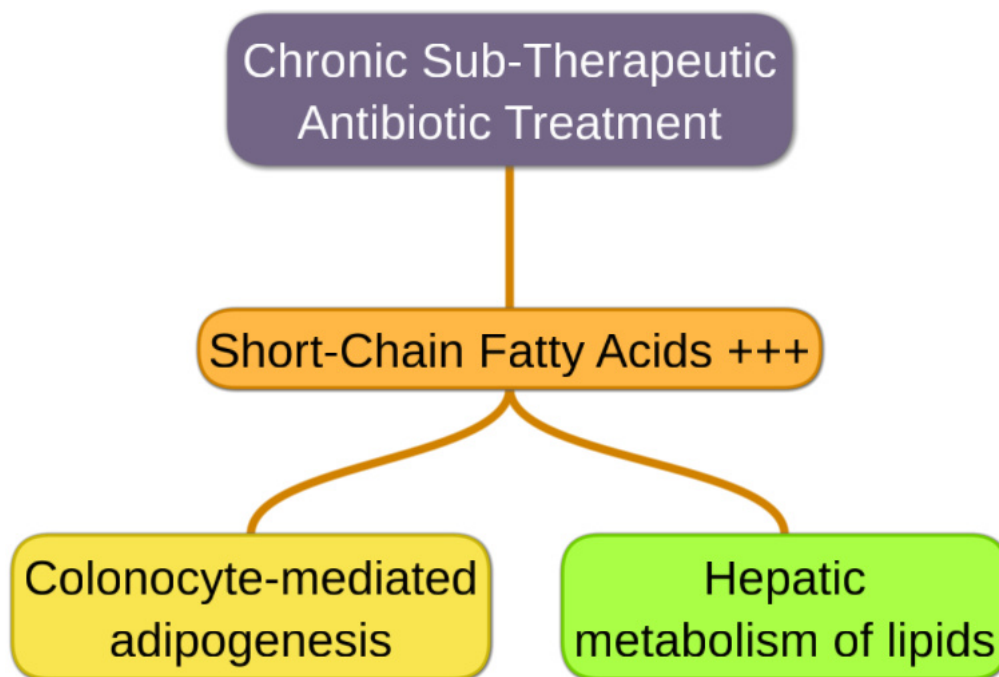 Chronic Sub-Therapeutic
Antibiotic Treatment
Short-Chain Fatty Acids +++
Colonocyte-mediated
adipogenesis
Hepatic
metabolism of lipids